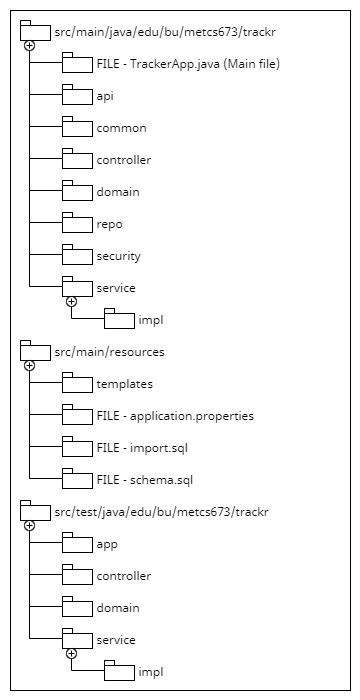 src/main/java/edu/bu/metcs673/trackr
FILE - TrackerApp.java (Main file)
api
common
controller
domain
repo
security
service
impl
src/main/resources
templates
FILE - application.properties
FILE - import.sql
FILE - schema.sql
src/test/java/edu/bu/metcs673/trackr
app
controller
domain
service
impl